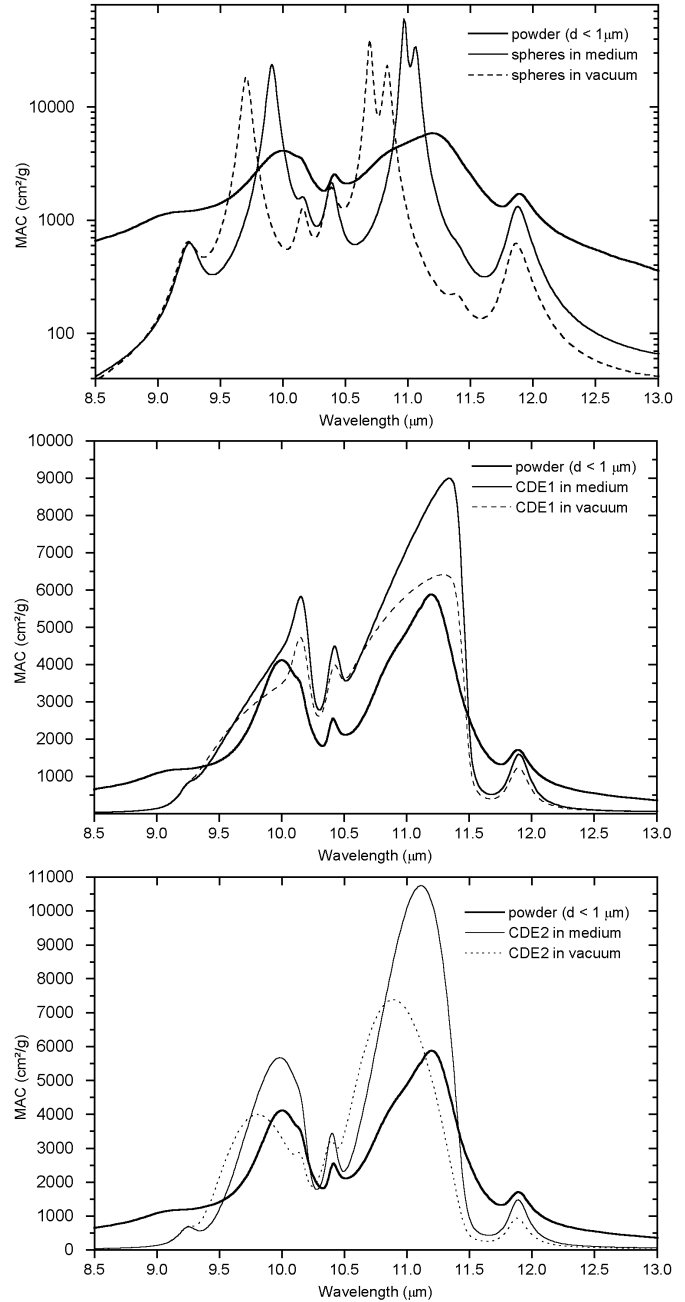 powder (d < 1μm)
spheres in medium
spheres in vacuum
10000
1000
100
MAC (cm²/g)
8.5 9.0 9.5 10.0 10.5 11.0 11.5 12.0 12.5 13.0
Wavelength (μm)
powder (d < 1 μm)
CDE1 in medium
CDE1 in vacuum
10000
9000
8000
7000
6000
5000
4000
3000
2000
1000
MAC (cm²/g)
8.5 9.0 9.5 10.0 10.5 11.0 11.5 12.0 12.5 13.0
Wavelength (μm)
powder (d < 1 μm)
CDE2 in medium
CDE2 in vacuum
11000
10000
9000
8000
7000
6000
5000
4000
3000
2000
1000
0
MAC (cm²/g)
8.5 9.0 9.5 10.0 10.5 11.0 11.5 12.0 12.5 13.0
Wavelength (μm)